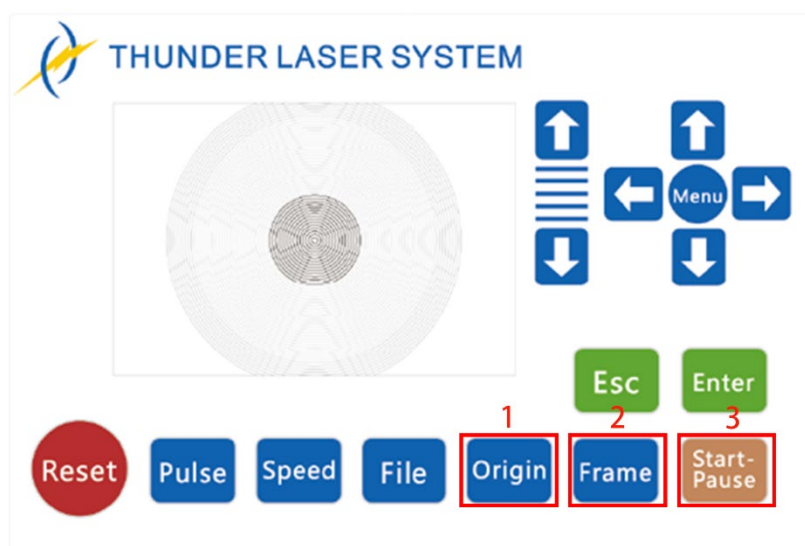 THUNDER LASER SYSTEM
Menu
Esc
Enter
1
2
3
Reset
Pulse
Speed
File
Origin
Frame
Start-
Pause